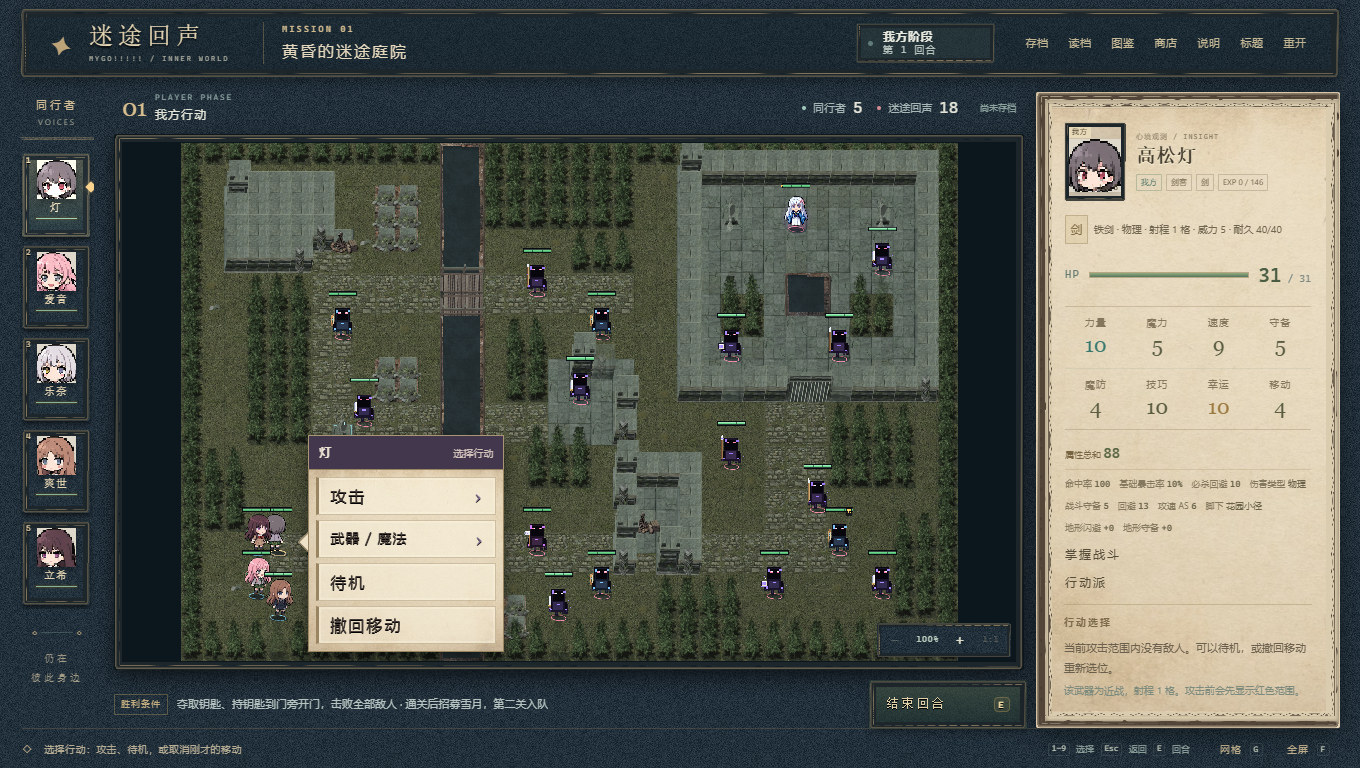 迷途回声
MYGO!!!!! / INNER WORLD
MISSION 01
黄昏的迷途庭院
我方阶段
第 1 回合
存档 读档 图鉴 商店 说明 标题 重开
同行者
VOICES
01 PLAYER PHASE
我方行动
同行者 5 迷途回声 18 尚未存档
1
灯
2
爱音
3
乐奈
4
爽世
5
立希
仍在
彼此身边
灯 选择行动
攻击 ›
武器 / 魔法 ›
待机
撤回移动
− 100% + 1:1
我方
心境观测 / INSIGHT
高松灯
我方 剑客 剑 EXP 0 / 146
剑 铁剑 · 物理 · 射程 1 格 · 威力 5 · 耐久 40/40
HP 31 / 31
力量 魔力 速度 守备
10 5 9 5
魔防 技巧 幸运 移动
4 10 10 4
属性总和 88
命中率 100 基础暴击率 10% 必杀回避 10 伤害类型 物理
战斗守备 5 回避 13 攻速 AS 6 脚下 花园小径
地形闪避 +0 地形守备 +0
掌握战斗
行动派
行动选择
当前攻击范围内没有敌人。可以待机，或撤回移动
重新选位。
该武器为近战，射程 1 格。攻击前会先显示红色范围。
胜利条件 夺取钥匙、持钥匙到门旁开门，击败全部敌人 · 通关后招募雪月，第二关入队
结束回合 E
◇ 选择行动：攻击、待机，或取消刚才的移动
1~9 选择 Esc 返回 E 回合 网格 G 全屏 F